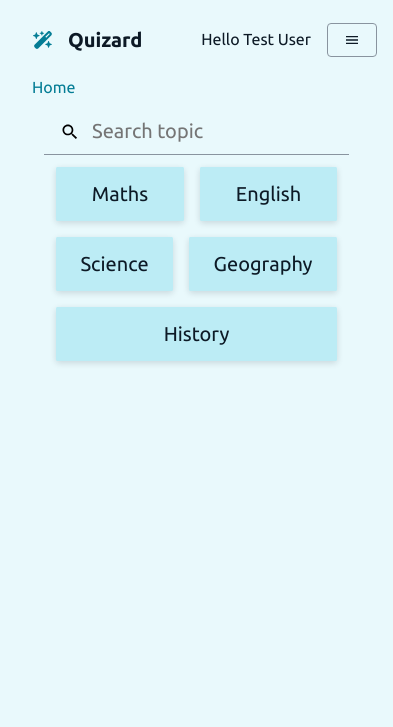 Quizard Hello Test User
Home
Search topic
Maths English
Science Geography
History